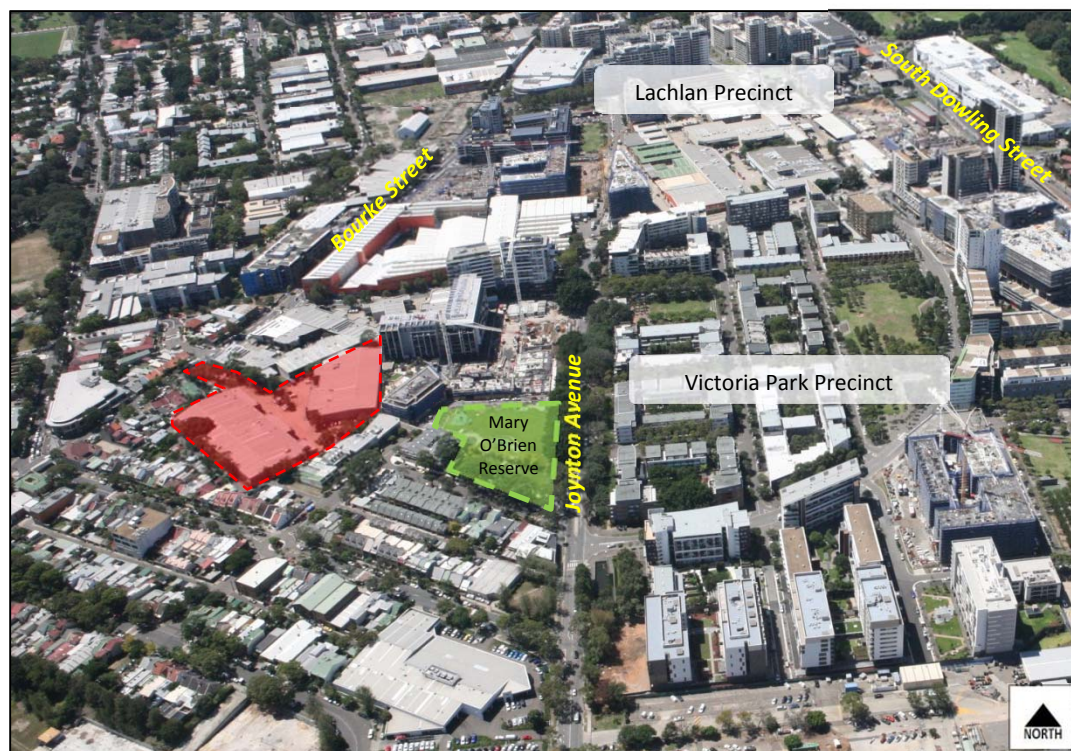 Lachlan Precinct
South Dowling Street
Bourke Street
Victoria Park Precinct
Joynton Avenue
Mary
O'Brien
Reserve
NORTH